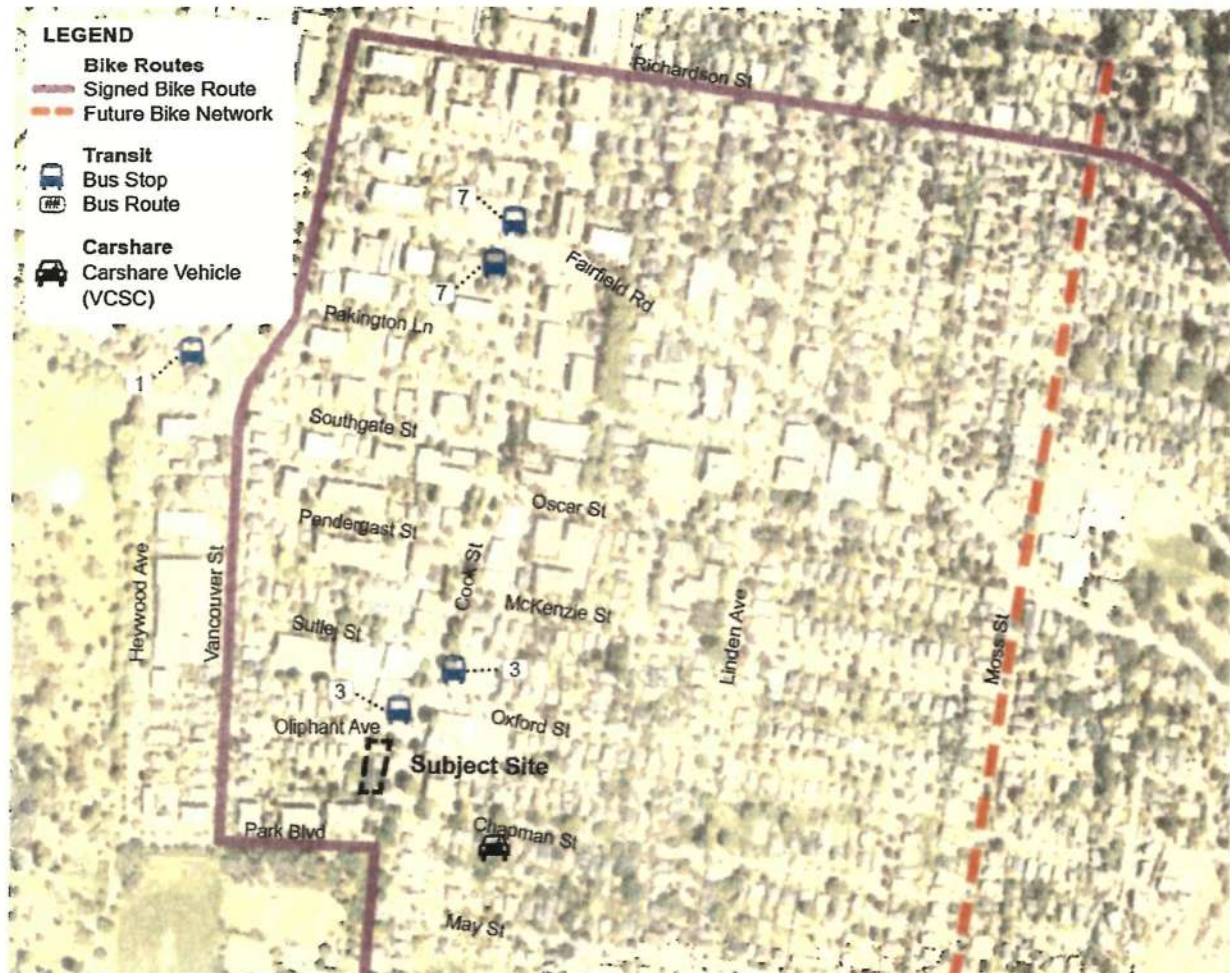 LEGEND
Bike Routes
Signed Bike Route
Future Bike Network
Transit
Bus Stop
## Bus Route
Carshare
Carshare Vehicle
(VCSC)
Richardson St
7
7
Fairfield Rd
Pakington Ln
1
Southgate St
Oscar St
Pendergast St
Heywood Ave
Vancouver St
Cook St
McKenzie St
Linden Ave
Moss St
Sutlej St
3
3
Oliphant Ave
Oxford St
Subject Site
Park Blvd
Chapman St
May St